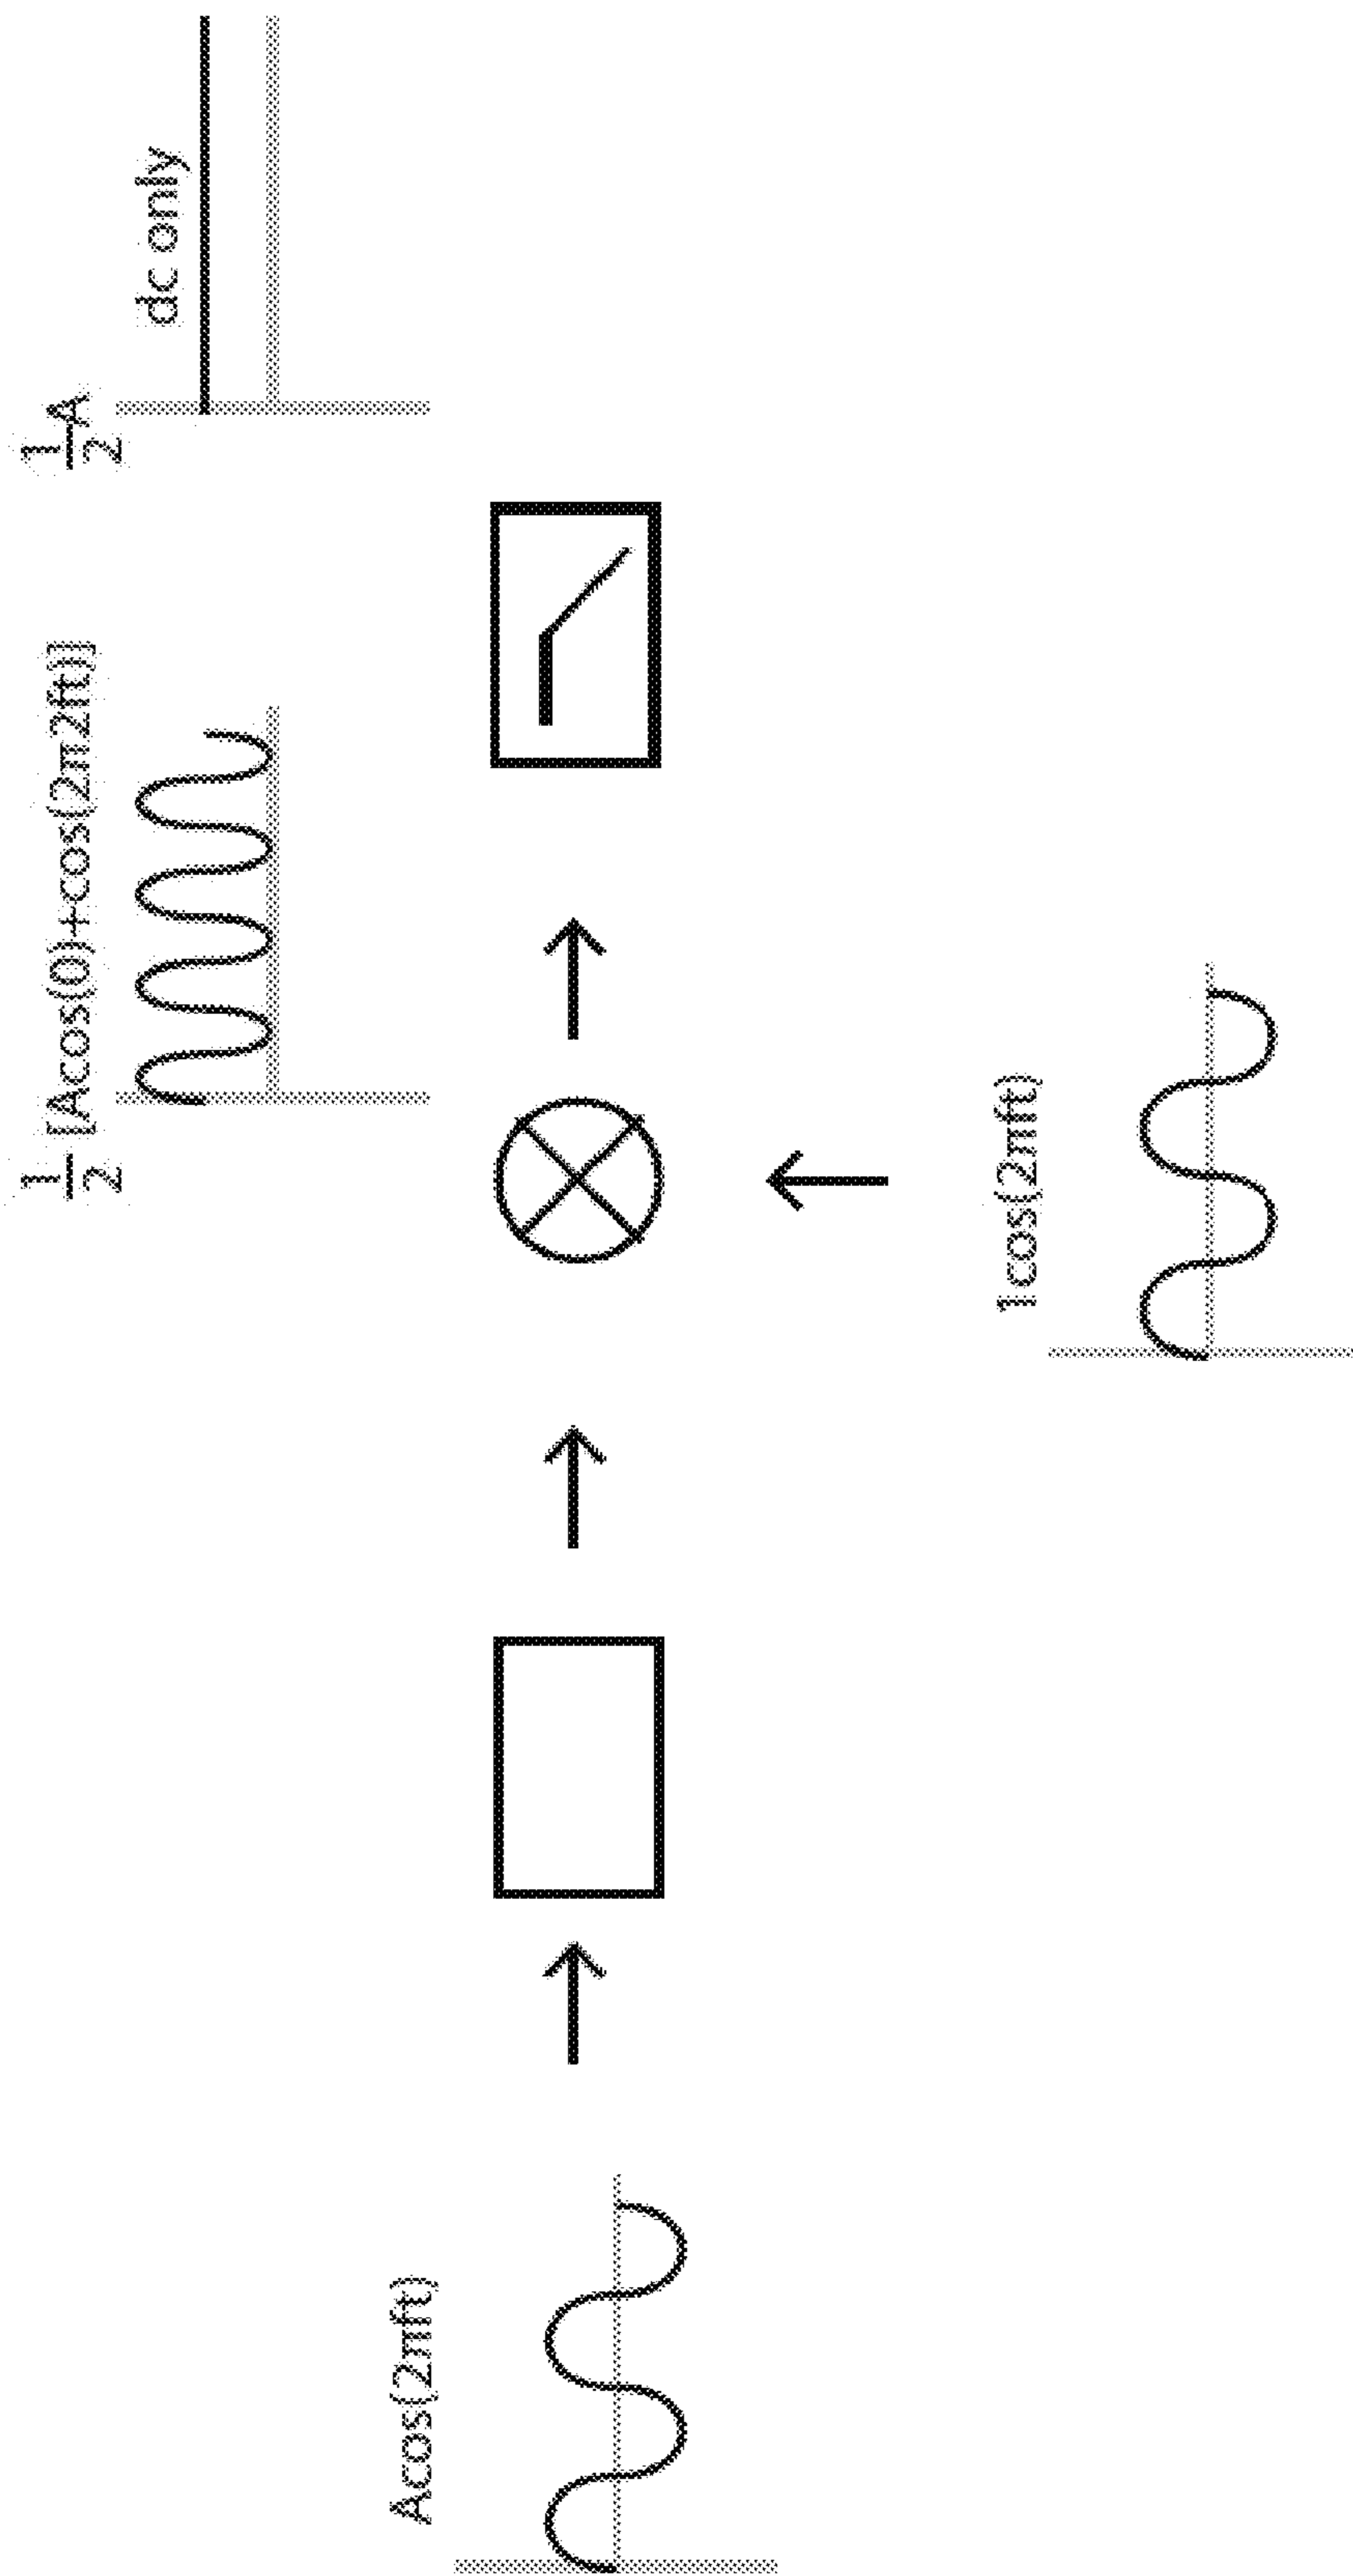 Acos(2πft)
1cos(2πft)
1/2 [Acos(0)+cos(2π2ft)]
1/2 A
dc only